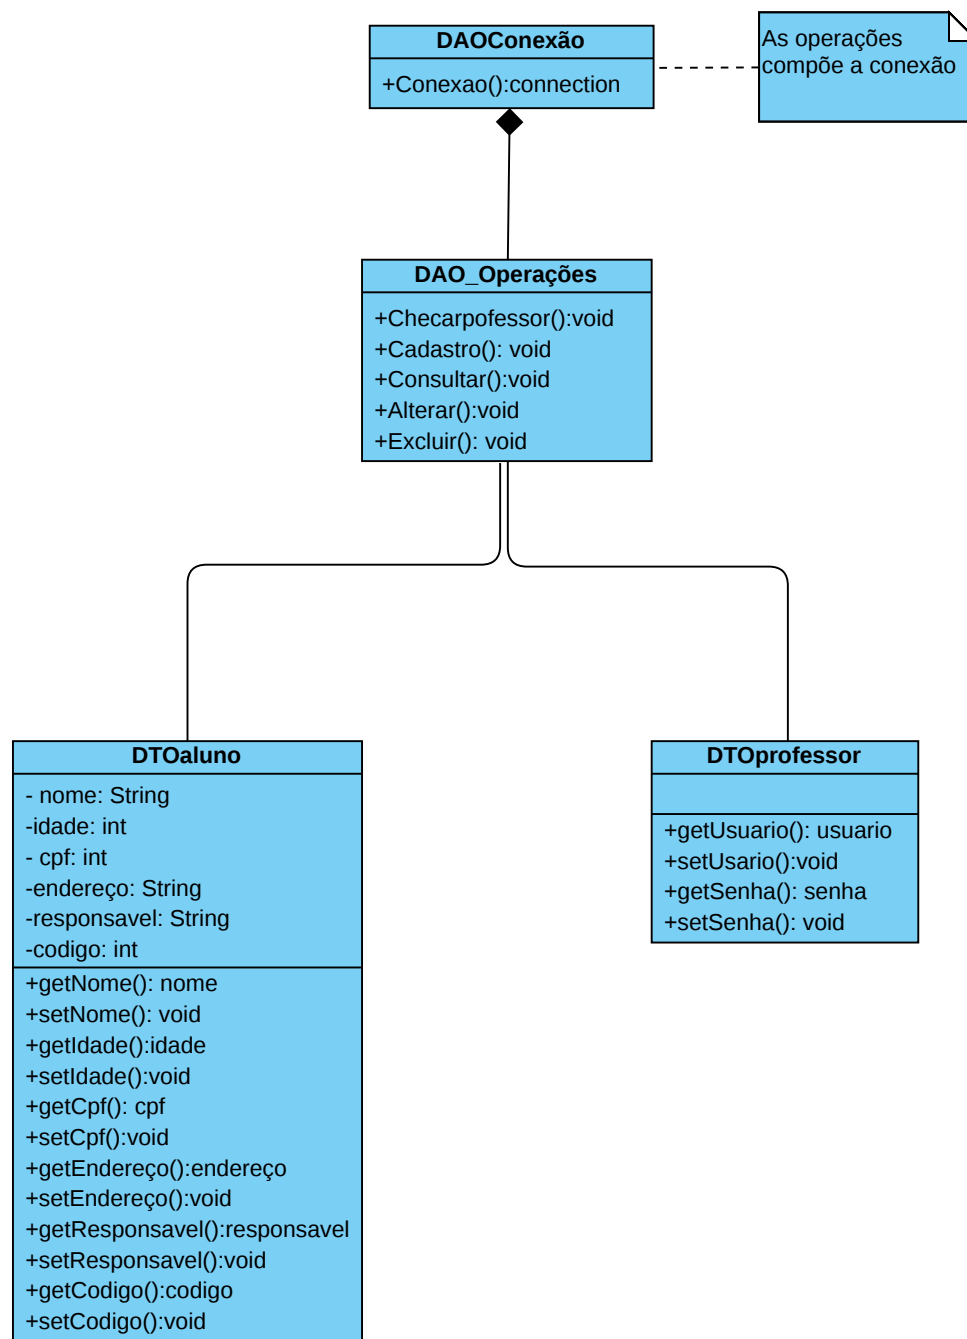 DAOConexão
+Conexao():connection
As operações
compõe a conexão
DAO_Operações
+Checarpofessor():void
+Cadastro(): void
+Consultar():void
+Alterar():void
+Excluir(): void
DTOaluno
- nome: String
-idade: int
- cpf: int
-endereço: String
-responsavel: String
-codigo: int
+getNome(): nome
+setNome(): void
+getIdade():idade
+setIdade():void
+getCpf(): cpf
+setCpf():void
+getEndereço():endereço
+setEndereço():void
+getResponsavel():responsavel
+setResponsavel():void
+getCodigo():codigo
+setCodigo():void
DTOprofessor
+getUsuario(): usuario
+setUsario():void
+getSenha(): senha
+setSenha(): void